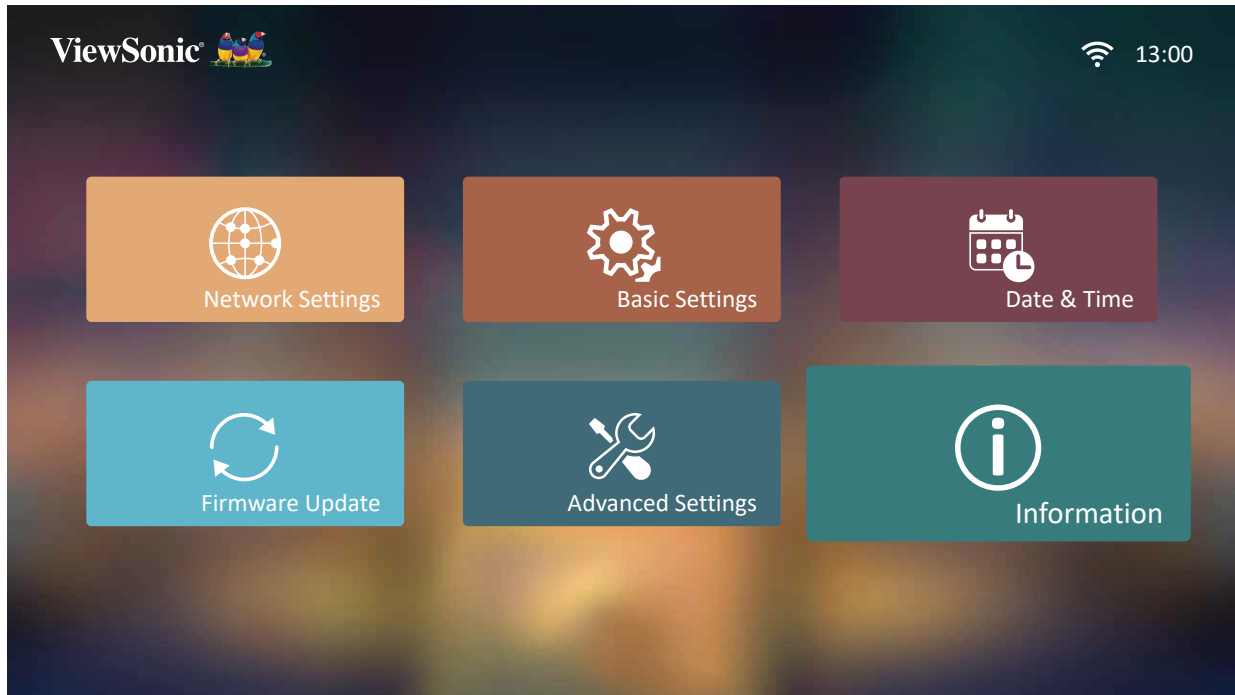 ViewSonic®
13:00
Network Settings
Basic Settings
Date & Time
Firmware Update
Advanced Settings
Information